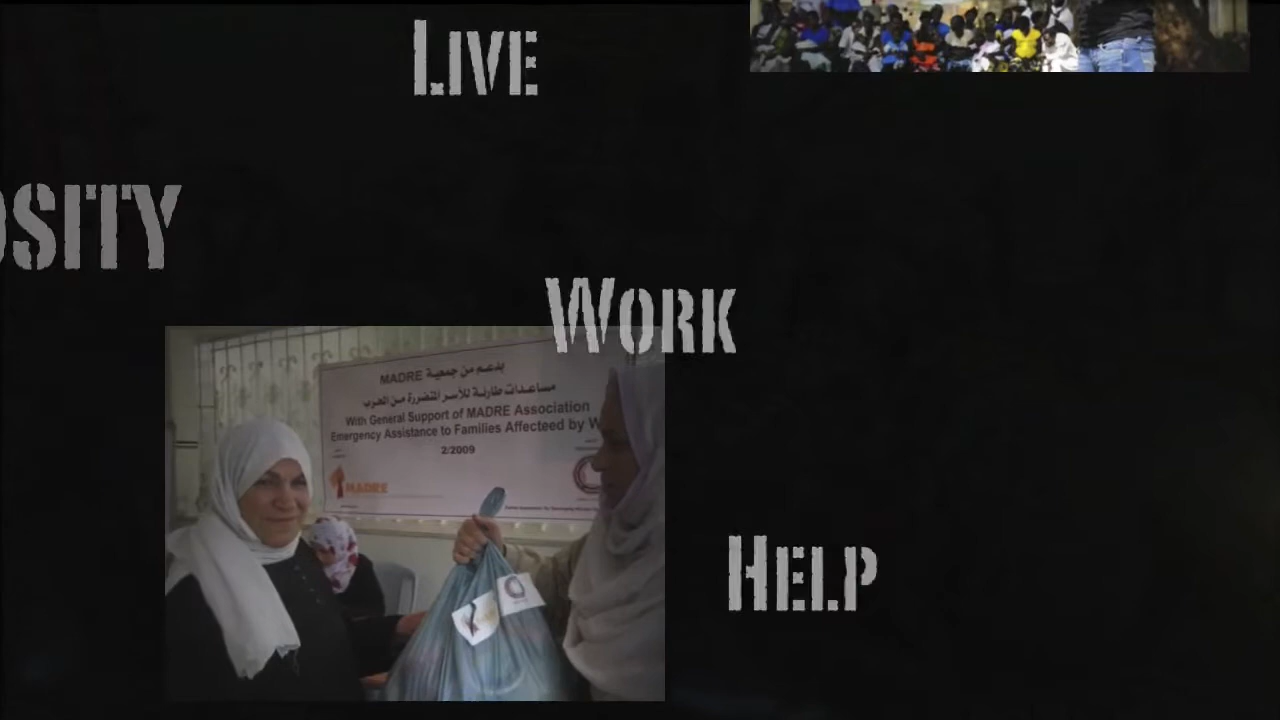 LIVE
OSITY
WORK
بدعم من جمعية MADRE
مساعدات طارئة للأسر المتضررة من الحرب
With General Support of MADRE Association
Emergency Assistance to Families Affecteed by W
2/2009
MADRE
HELP